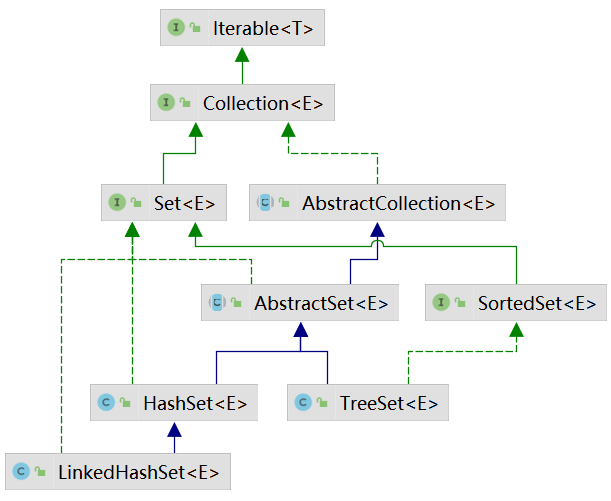 I Iterable<T>
I Collection<E>
I Set<E>
C AbstractCollection<E>
C AbstractSet<E>
I SortedSet<E>
C HashSet<E>
C TreeSet<E>
C LinkedHashSet<E>